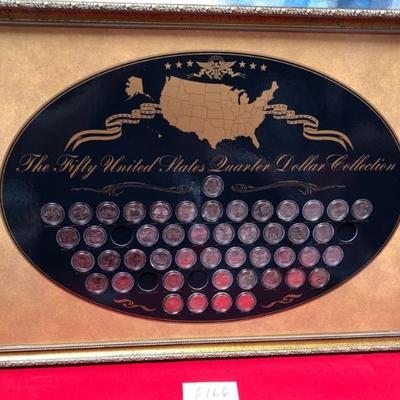 The Fifty United States Quarter Dollar Collection
F166